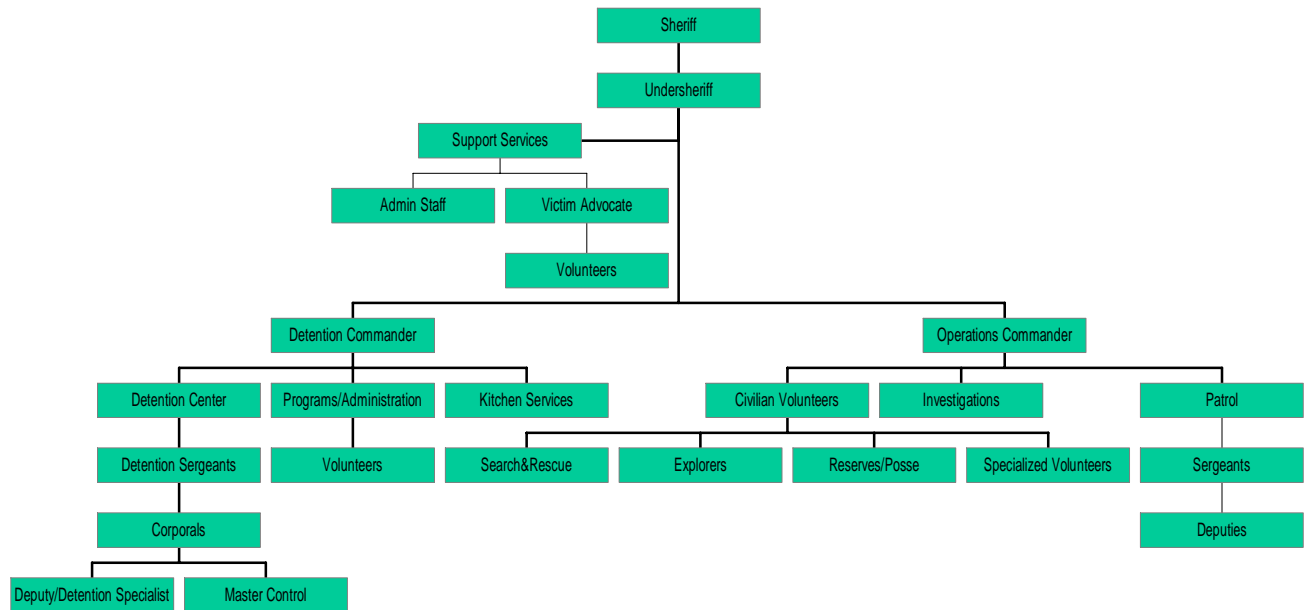 Sheriff
Undersheriff
Support Services
Admin Staff
Victim Advocate
Volunteers
Detention Commander
Operations Commander
Detention Center
Programs/Administration
Kitchen Services
Civilian Volunteers
Investigations
Patrol
Detention Sergeants
Volunteers
Search&Rescue
Explorers
Reserves/Posse
Specialized Volunteers
Sergeants
Corporals
Deputies
Deputy/Detention Specialist
Master Control